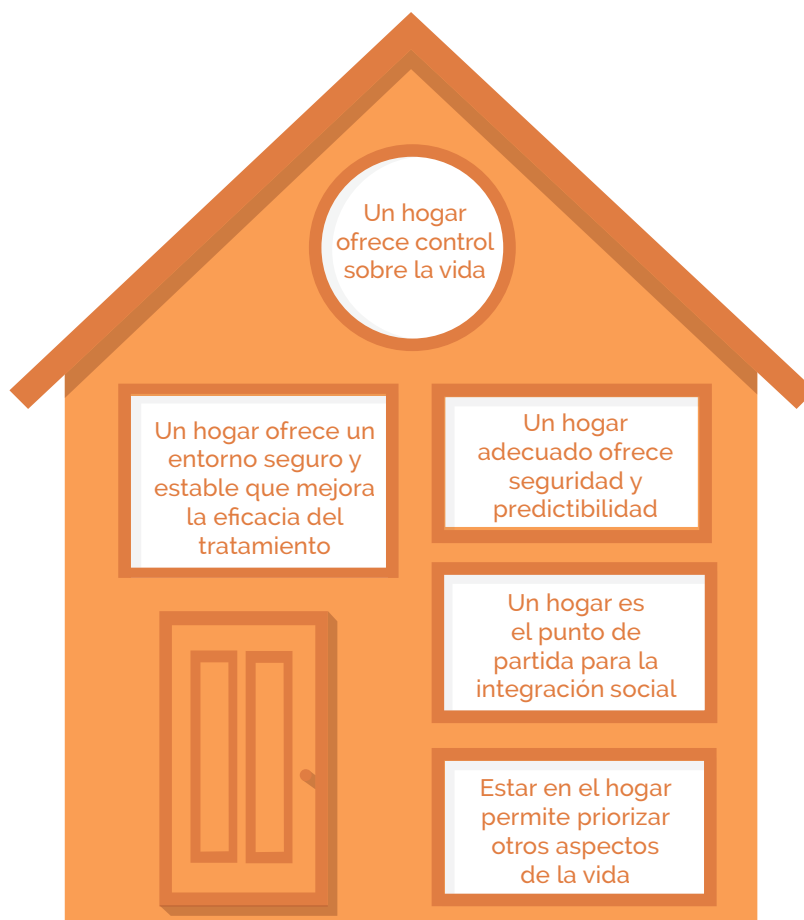 Un hogar
ofrece control
sobre la vida
Un hogar ofrece un
entorno seguro y
estable que mejora
la eficacia del
tratamiento
Un hogar
adecuado ofrece
seguridad y
predictibilidad
Un hogar es
el punto de
partida para la
integración social
Estar en el hogar
permite priorizar
otros aspectos
de la vida